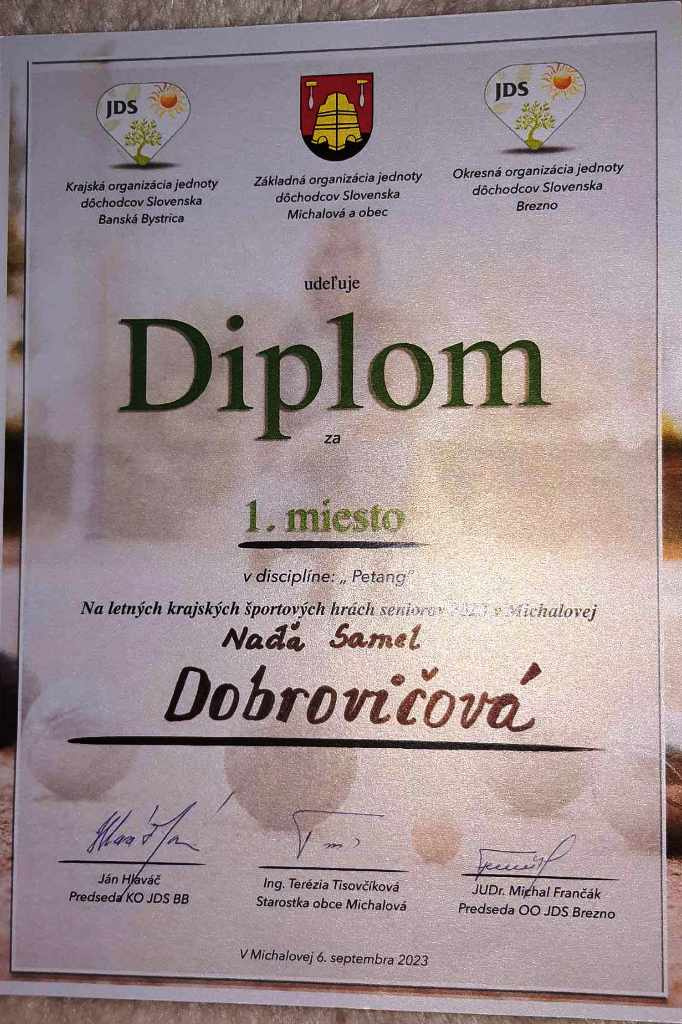 JDS
JDS
Krajská organizácia jednoty
dôchodcov Slovenska
Banská Bystrica
Základná organizácia jednoty
dôchodcov Slovenska
Michalová a obec
Okresná organizácia jednoty
dôchodcov Slovenska
Brezno
udeľuje
Diplom
za
1. miesto
v disciplíne: „ Petang“
Na letných krajských športových hrách seniorov 2023 v Michalovej
Naďa Samel
Dobrovičová
Ján Hlaváč
Predseda KO JDS BB
Ing. Terézia Tisovčíková
Starostka obce Michalová
JUDr. Michal Frančák
Predseda OO JDS Brezno
V Michalovej 6. septembra 2023